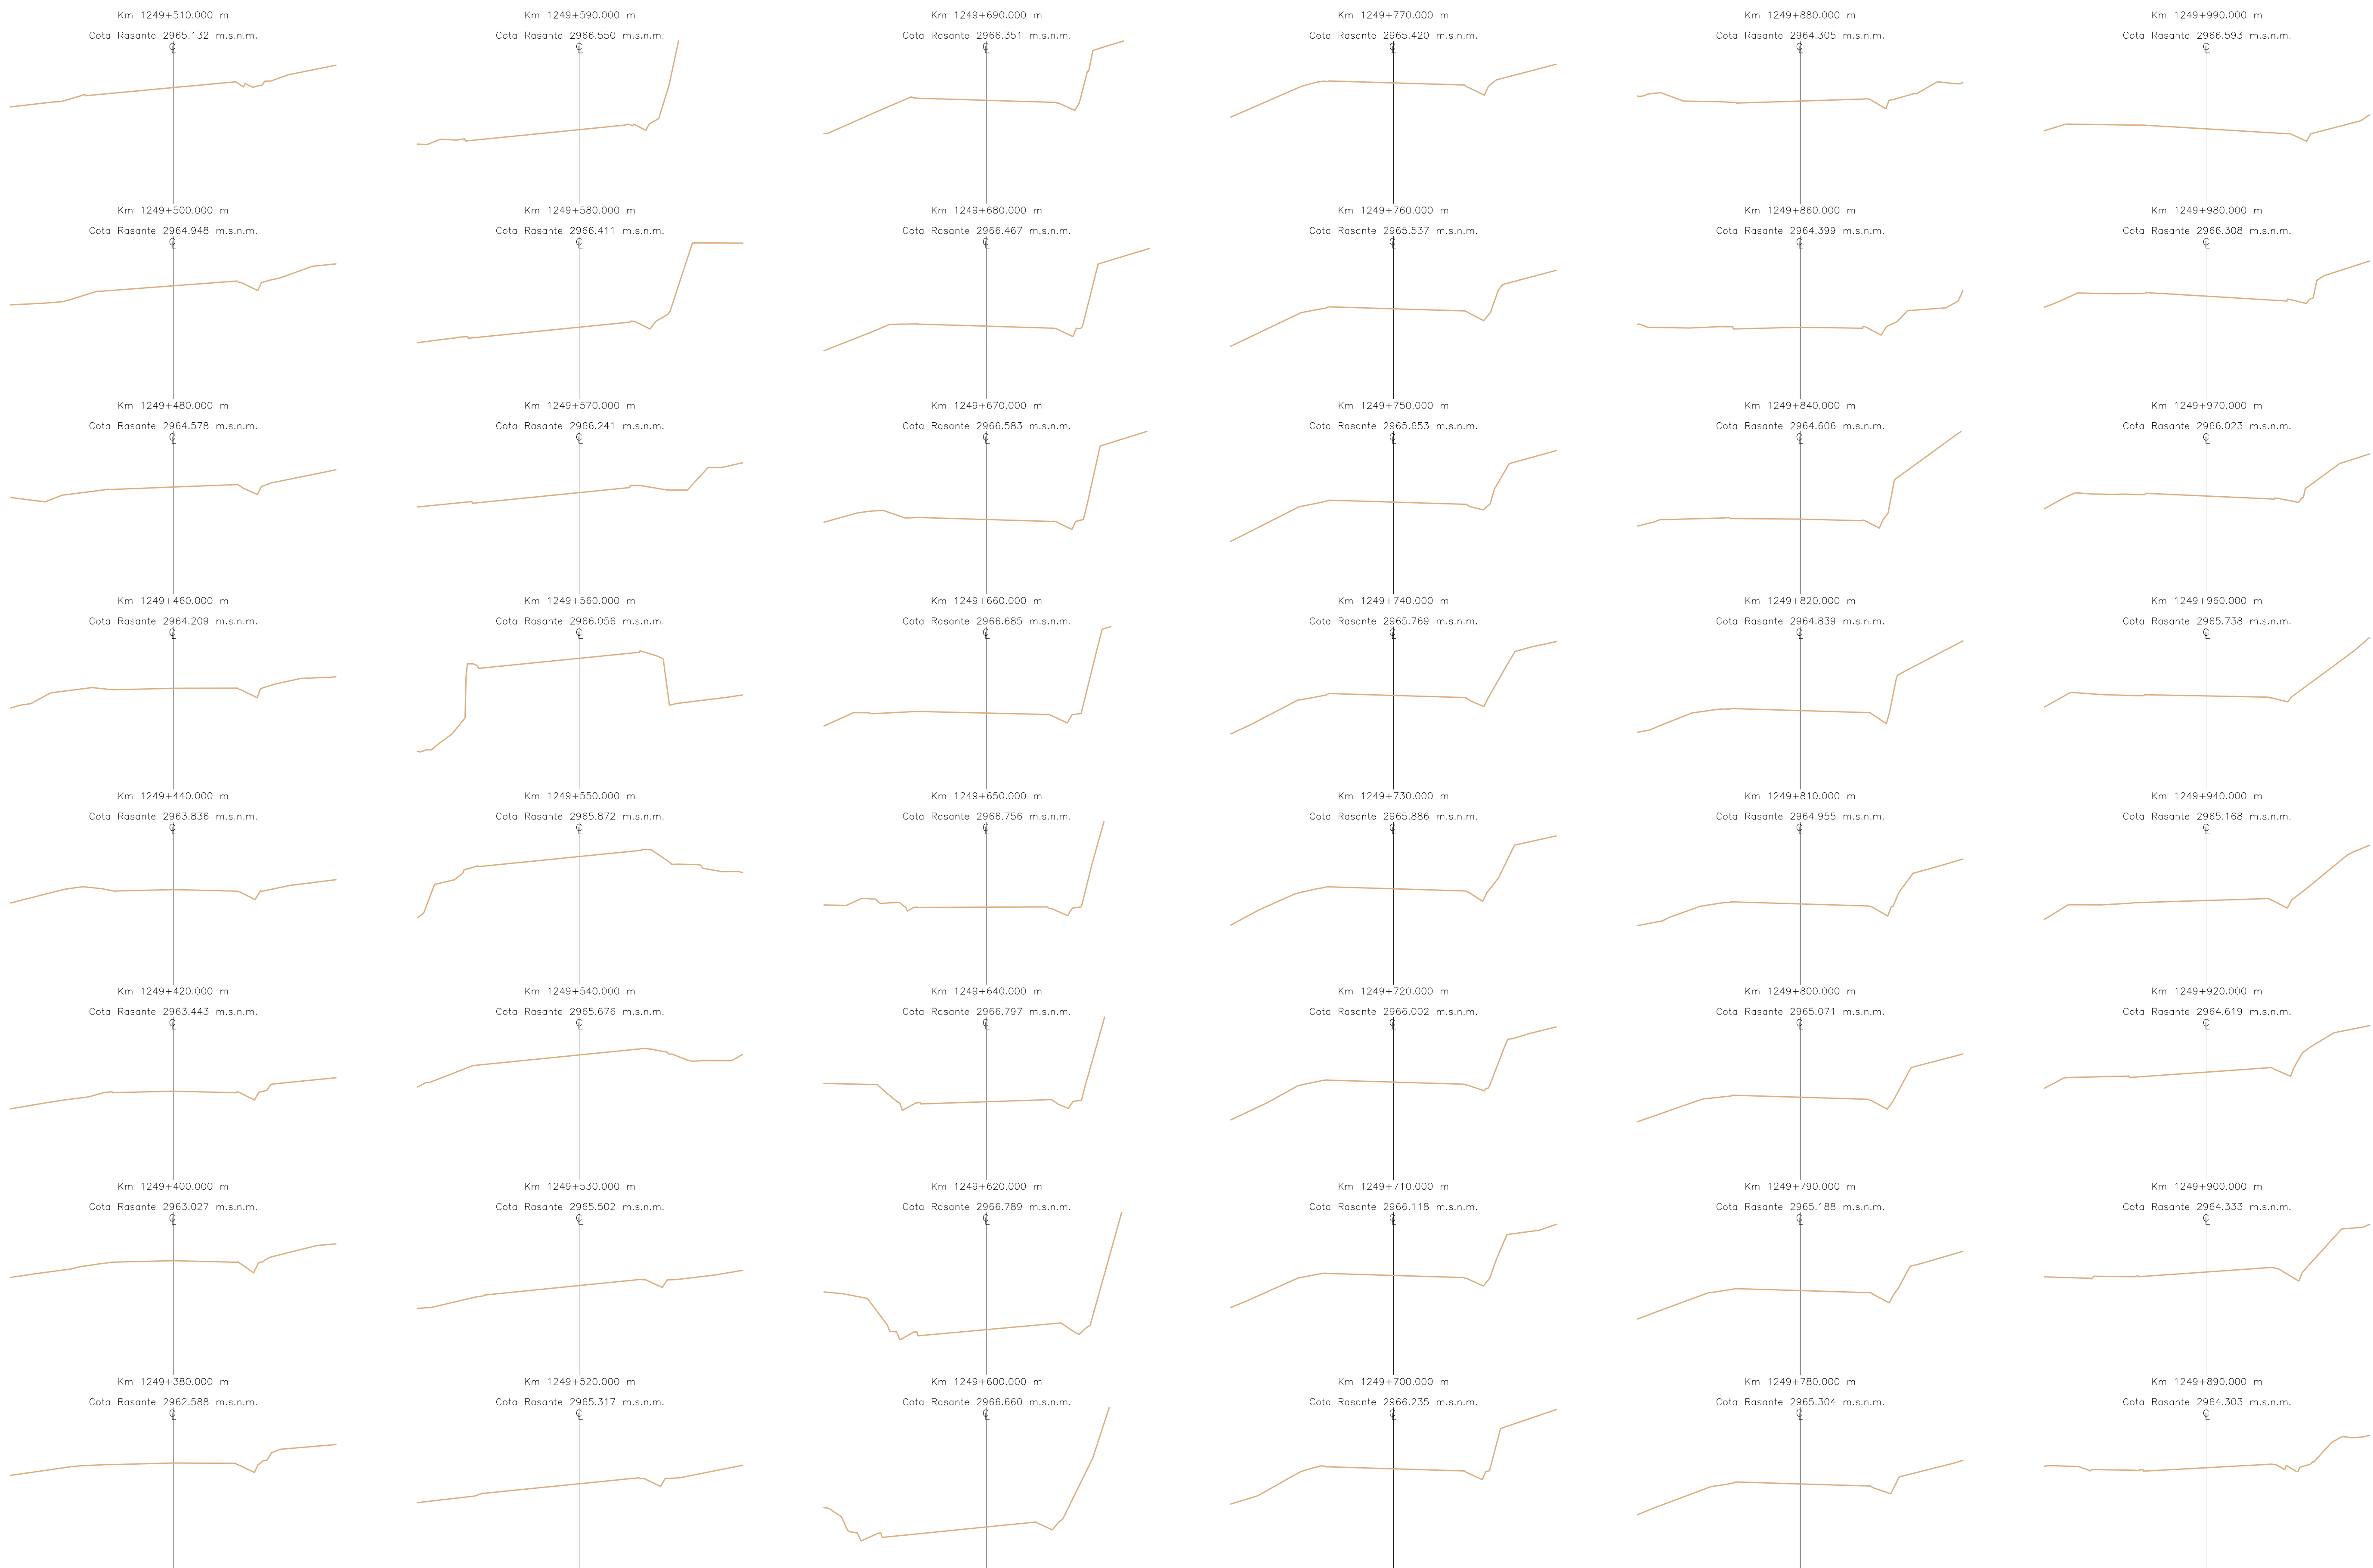 Km 1249+510.000 m
Cota Rasante 2965.132 m.s.n.m.
Km 1249+590.000 m
Cota Rasante 2966.550 m.s.n.m.
Km 1249+690.000 m
Cota Rasante 2966.351 m.s.n.m.
Km 1249+770.000 m
Cota Rasante 2965.420 m.s.n.m.
Km 1249+880.000 m
Cota Rasante 2964.305 m.s.n.m.
Km 1249+990.000 m
Cota Rasante 2966.593 m.s.n.m.
Km 1249+500.000 m
Cota Rasante 2964.948 m.s.n.m.
Km 1249+580.000 m
Cota Rasante 2966.411 m.s.n.m.
Km 1249+680.000 m
Cota Rasante 2966.467 m.s.n.m.
Km 1249+760.000 m
Cota Rasante 2965.537 m.s.n.m.
Km 1249+860.000 m
Cota Rasante 2964.399 m.s.n.m.
Km 1249+980.000 m
Cota Rasante 2966.308 m.s.n.m.
Km 1249+480.000 m
Cota Rasante 2964.578 m.s.n.m.
Km 1249+570.000 m
Cota Rasante 2966.241 m.s.n.m.
Km 1249+670.000 m
Cota Rasante 2966.583 m.s.n.m.
Km 1249+750.000 m
Cota Rasante 2965.653 m.s.n.m.
Km 1249+840.000 m
Cota Rasante 2964.606 m.s.n.m.
Km 1249+970.000 m
Cota Rasante 2966.023 m.s.n.m.
Km 1249+460.000 m
Cota Rasante 2964.209 m.s.n.m.
Km 1249+560.000 m
Cota Rasante 2966.056 m.s.n.m.
Km 1249+660.000 m
Cota Rasante 2966.685 m.s.n.m.
Km 1249+740.000 m
Cota Rasante 2965.769 m.s.n.m.
Km 1249+820.000 m
Cota Rasante 2964.839 m.s.n.m.
Km 1249+960.000 m
Cota Rasante 2965.738 m.s.n.m.
Km 1249+440.000 m
Cota Rasante 2963.836 m.s.n.m.
Km 1249+550.000 m
Cota Rasante 2965.872 m.s.n.m.
Km 1249+650.000 m
Cota Rasante 2966.756 m.s.n.m.
Km 1249+730.000 m
Cota Rasante 2965.886 m.s.n.m.
Km 1249+810.000 m
Cota Rasante 2964.955 m.s.n.m.
Km 1249+940.000 m
Cota Rasante 2965.168 m.s.n.m.
Km 1249+420.000 m
Cota Rasante 2963.443 m.s.n.m.
Km 1249+540.000 m
Cota Rasante 2965.676 m.s.n.m.
Km 1249+640.000 m
Cota Rasante 2966.797 m.s.n.m.
Km 1249+720.000 m
Cota Rasante 2966.002 m.s.n.m.
Km 1249+800.000 m
Cota Rasante 2965.071 m.s.n.m.
Km 1249+920.000 m
Cota Rasante 2964.619 m.s.n.m.
Km 1249+400.000 m
Cota Rasante 2963.027 m.s.n.m.
Km 1249+530.000 m
Cota Rasante 2965.502 m.s.n.m.
Km 1249+620.000 m
Cota Rasante 2966.789 m.s.n.m.
Km 1249+710.000 m
Cota Rasante 2966.118 m.s.n.m.
Km 1249+790.000 m
Cota Rasante 2965.188 m.s.n.m.
Km 1249+900.000 m
Cota Rasante 2964.333 m.s.n.m.
Km 1249+380.000 m
Cota Rasante 2962.588 m.s.n.m.
Km 1249+520.000 m
Cota Rasante 2965.317 m.s.n.m.
Km 1249+600.000 m
Cota Rasante 2966.660 m.s.n.m.
Km 1249+700.000 m
Cota Rasante 2966.235 m.s.n.m.
Km 1249+780.000 m
Cota Rasante 2965.304 m.s.n.m.
Km 1249+890.000 m
Cota Rasante 2964.303 m.s.n.m.